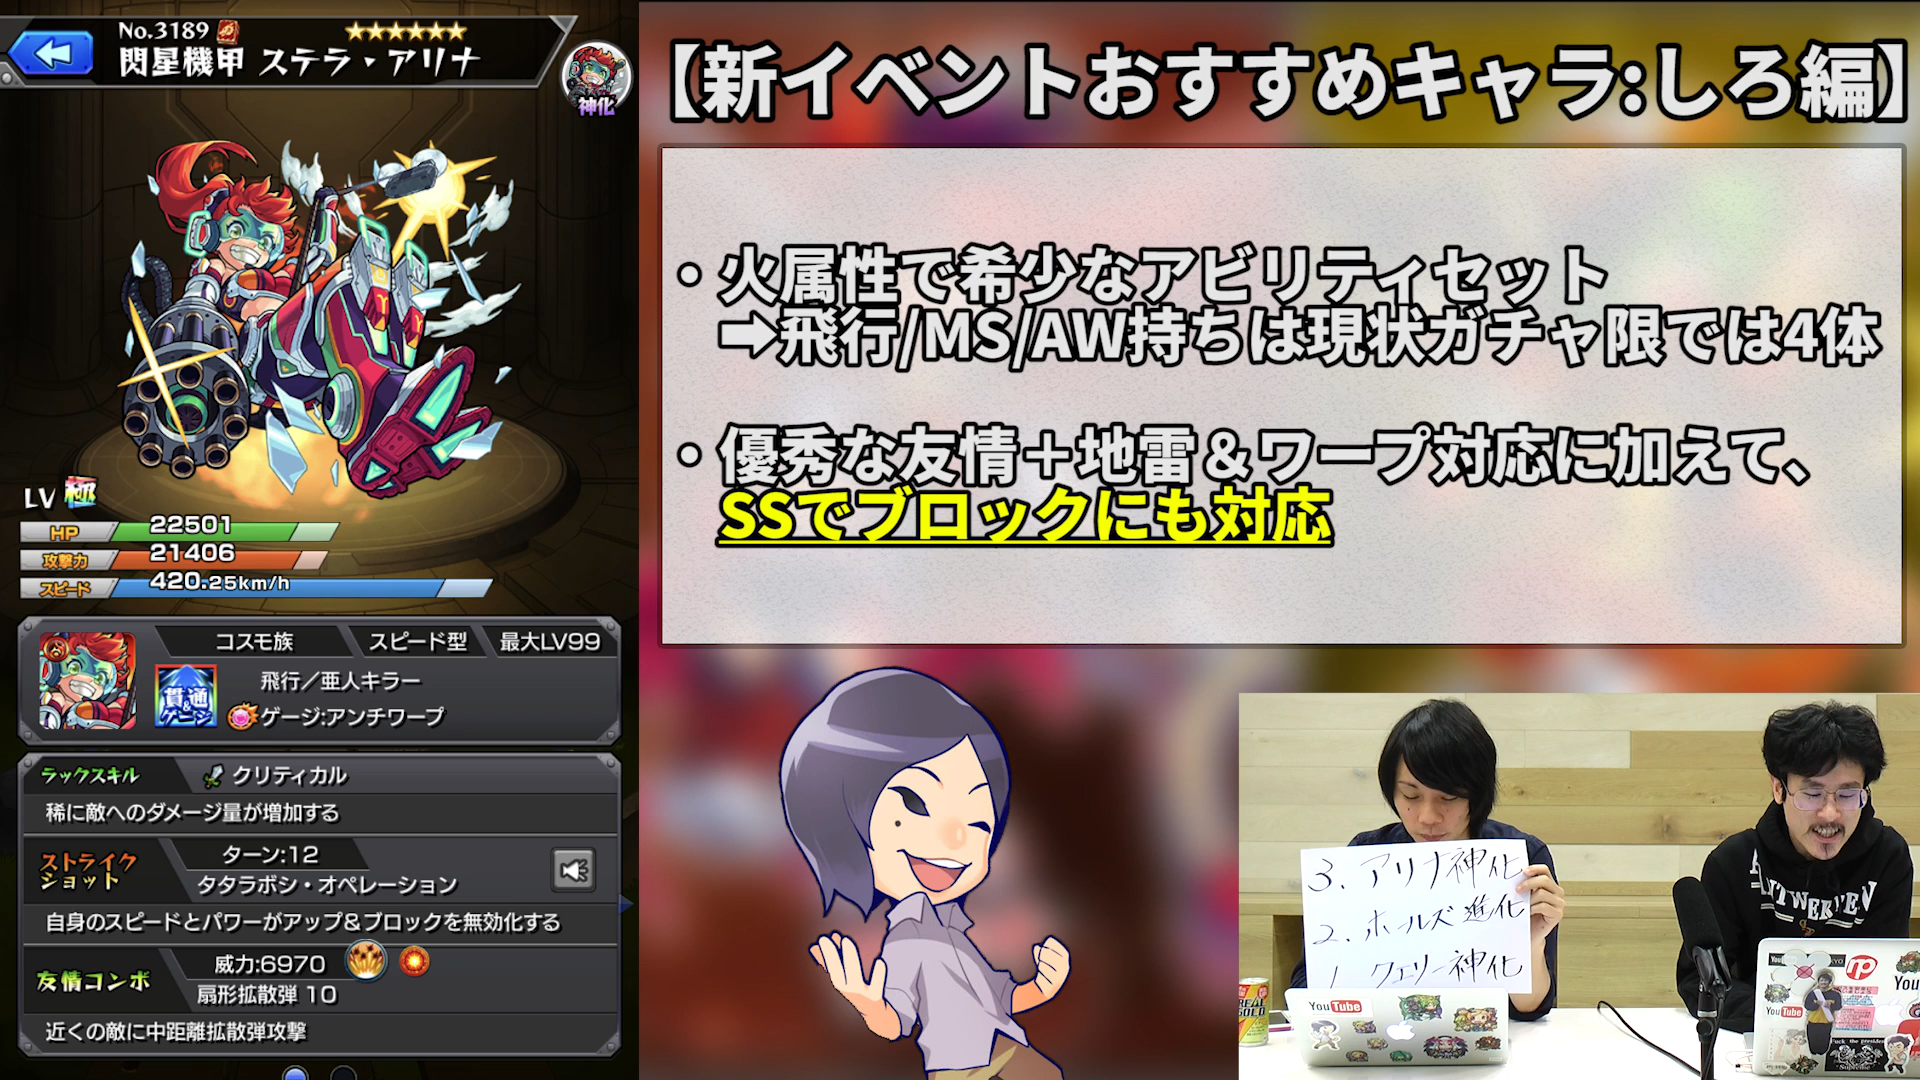 No.3189
閃星機甲 ステラ・アリナ
神化
LV 極
HP 22501
攻撃力 21406
スピード 420.25km/h
コスモ族 スピード型 最大LV99
貫通&ゲージ
飛行／亜人キラー
ゲージ:アンチワープ
ラックスキル クリティカル
稀に敵へのダメージ量が増加する
ストライクショット
ターン:12
タタラボシ・オペレーション
自身のスピードとパワーがアップ&ブロックを無効化する
友情コンボ
威力:6970
扇形拡散弾 10
近くの敵に中距離拡散弾攻撃
【新イベントおすすめキャラ:しろ編】
・火属性で希少なアビリティセット
➡飛行/MS/AW持ちは現状ガチャ限では4体
・優秀な友情＋地雷＆ワープ対応に加えて、
SSでブロックにも対応
3. アリナ神化
2. ホールズ進化
1. クエリー神化
REAL GOLD
YouTube
YouTube
You
Supreme